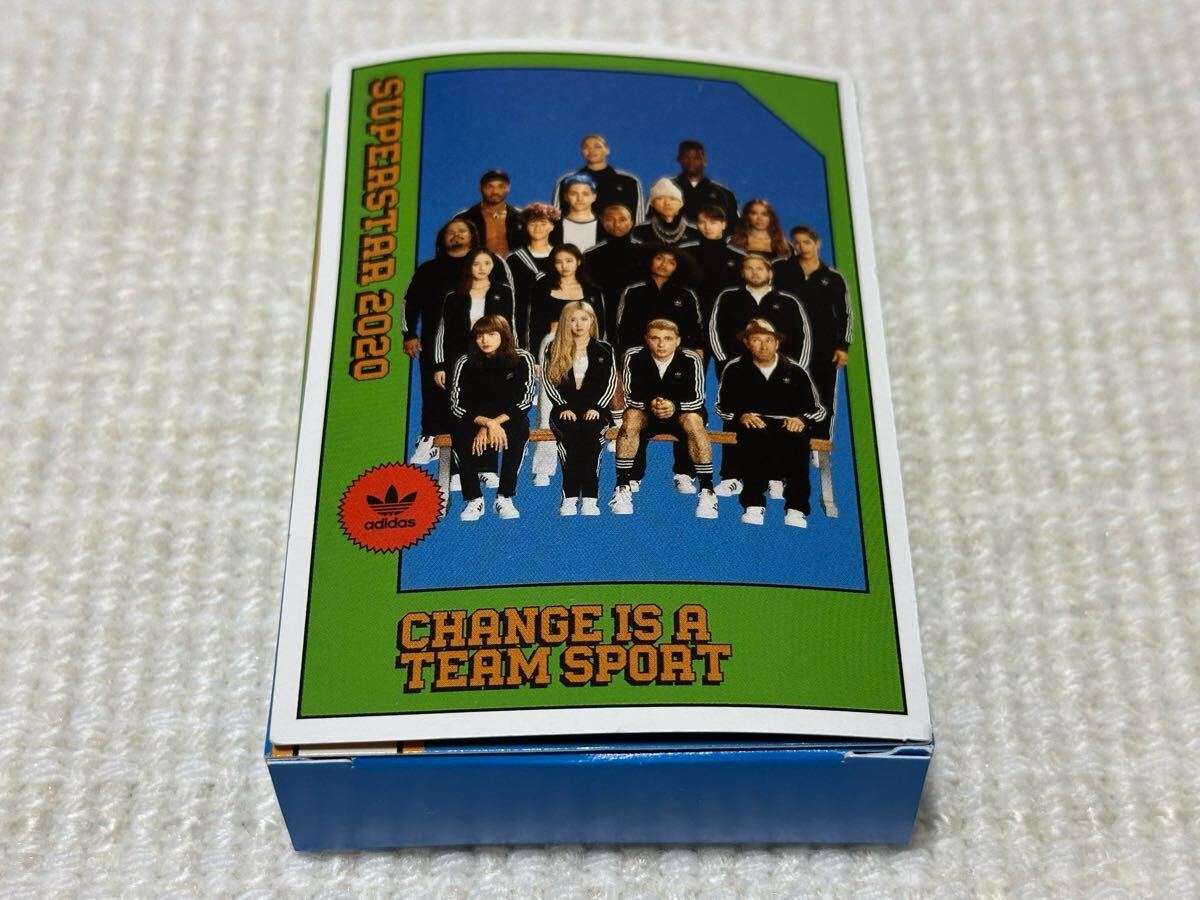 SUPERSTAR 2020
adidas
CHANGE IS A
TEAM SPORT